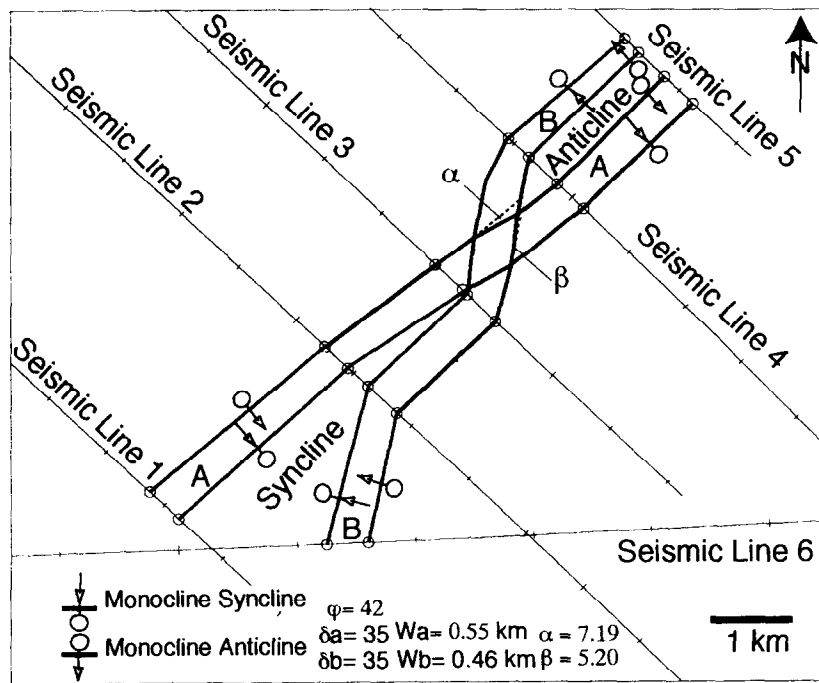 Seismic Line 1
Seismic Line 2
Seismic Line 3
Seismic Line 4
Seismic Line 5
Seismic Line 6
N
B
Anticline
A
α
β
A
Syncline
B
Monocline Syncline
Monocline Anticline
φ= 42
δa= 35 Wa= 0.55 km α = 7.19
δb= 35 Wb= 0.46 km β = 5.20
1 km